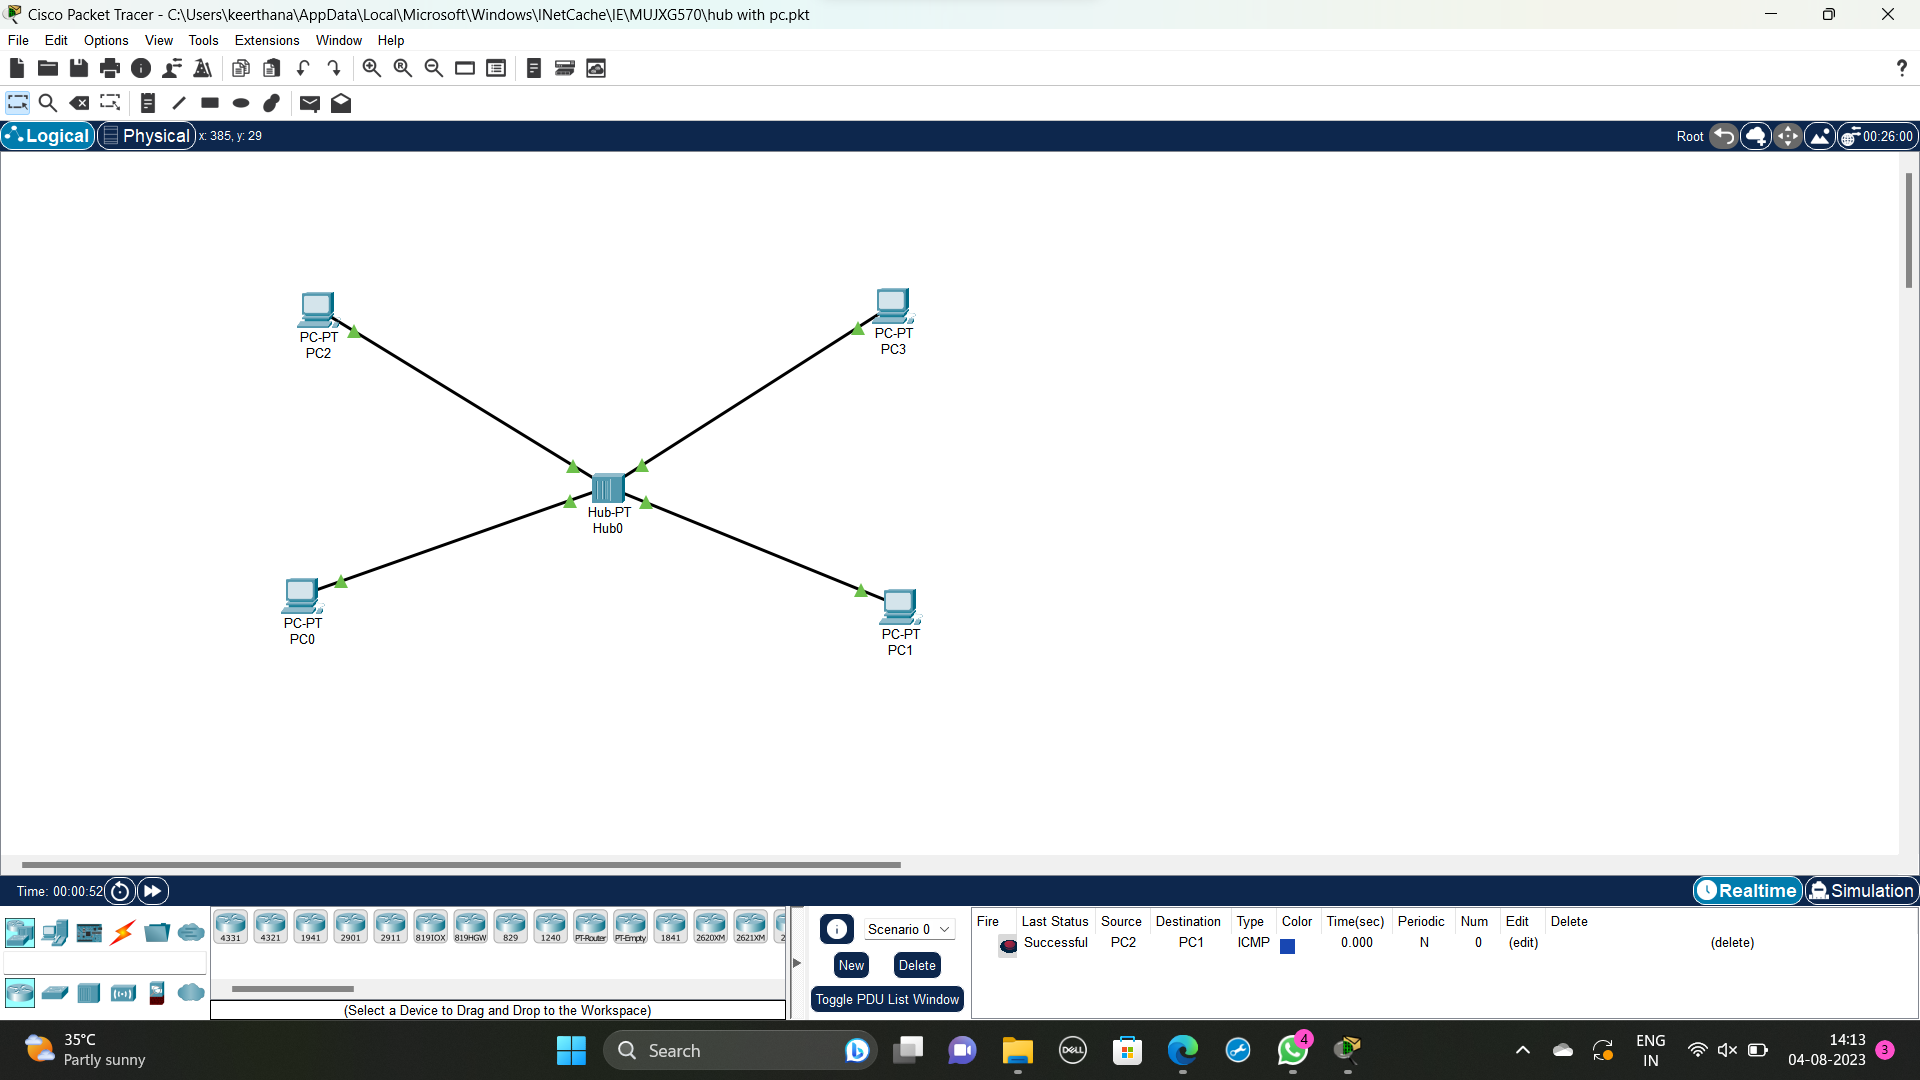 Cisco Packet Tracer - C:\Users\keerthana\AppData\Local\Microsoft\Windows\INetCache\IE\MUJXG570\hub with pc.pkt
File Edit Options View Tools Extensions Window Help
?
Logical Physical x: 385, y: 29 Root 00:26:00
PC-PT
PC2
PC-PT
PC3
Hub-PT
Hub0
PC-PT
PC0
PC-PT
PC1
Time: 00:00:52 Realtime Simulation
4331 4321 1941 2901 2911 819IOX 819HGW 829 1240 PT-Router PT-Empty 1841 2620XM 2621XM
(Select a Device to Drag and Drop to the Workspace)
Scenario 0
New Delete
Toggle PDU List Window
Fire Last Status Source Destination Type Color Time(sec) Periodic Num Edit Delete
Successful PC2 PC1 ICMP 0.000 N 0 (edit) (delete)
35°C
Partly sunny
Search
DELL
4
ENG
IN
14:13
04-08-2023
3